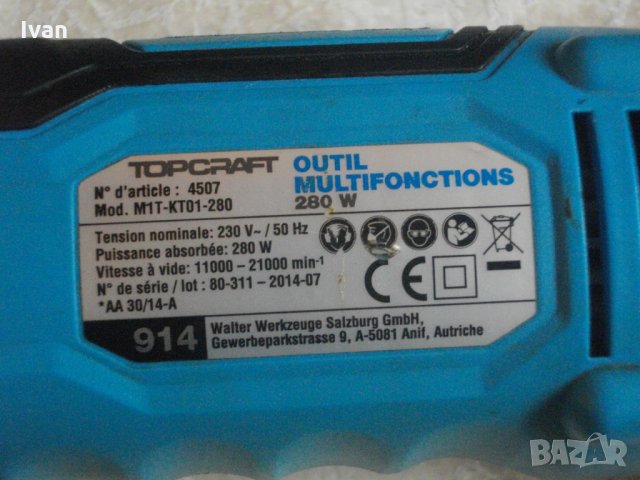 Ivan
TOPCRAFT
OUTIL
MULTIFONCTIONS
280 W
N° d'article : 4507
Mod. M1T-KT01-280
Tension nominale: 230 V~/ 50 Hz
Puissance absorbée: 280 W
Vitesse à vide: 11000 – 21000 min⁻¹
N° de série / lot : 80-311 – 2014-07
*AA 30/14-A
CE
914
Walter Werkzeuge Salzburg GmbH,
Gewerbeparkstrasse 9, A-5081 Anif, Autriche
BAZAR